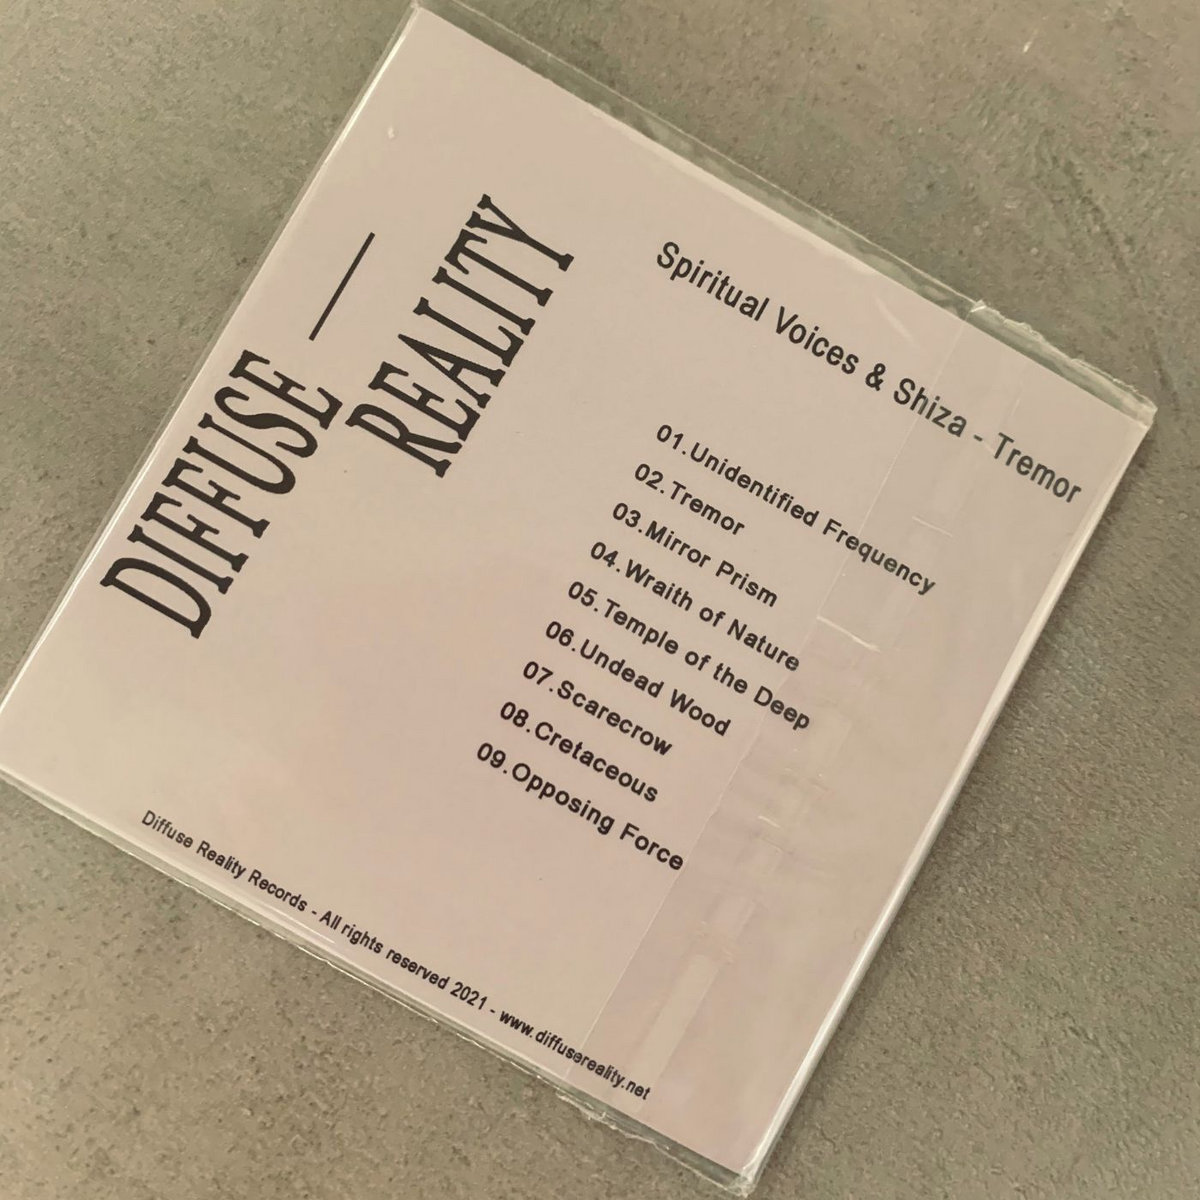 DIFFUSE —
REALITY
Spiritual Voices & Shiza - Tremor
01.Unidentified Frequency
02.Tremor
03.Mirror Prism
04.Wraith of Nature
05.Temple of the Deep
06.Undead Wood
07.Scarecrow
08.Cretaceous
09.Opposing Force
Diffuse Reality Records - All rights reserved 2021 - www.diffusereality.net